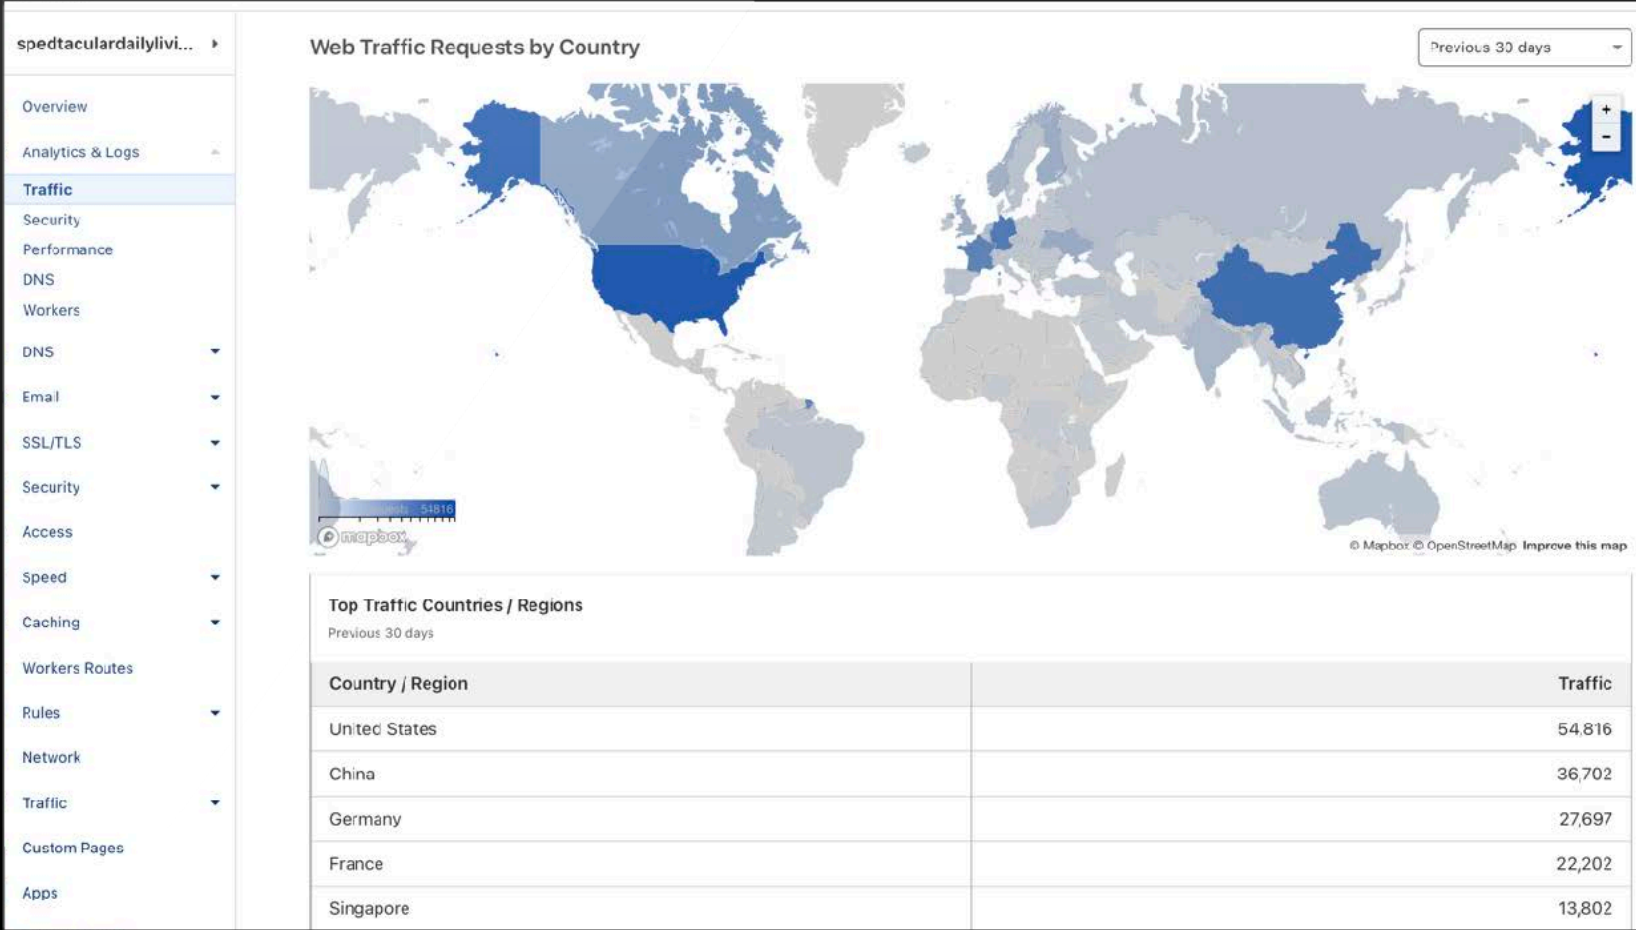 spedtaculardailylivi...
Overview
Analytics & Logs
Traffic
Security
Performance
DNS
Workers
DNS
Email
SSL/TLS
Security
Access
Speed
Caching
Workers Routes
Rules
Network
Traffic
Custom Pages
Apps
Web Traffic Requests by Country
Previous 30 days
+
-
54816
mapbox
© Mapbox © OpenStreetMap Improve this map
Top Traffic Countries / Regions
Previous 30 days
Country / Region Traffic
United States 54,816
China 36,702
Germany 27,697
France 22,202
Singapore 13,802